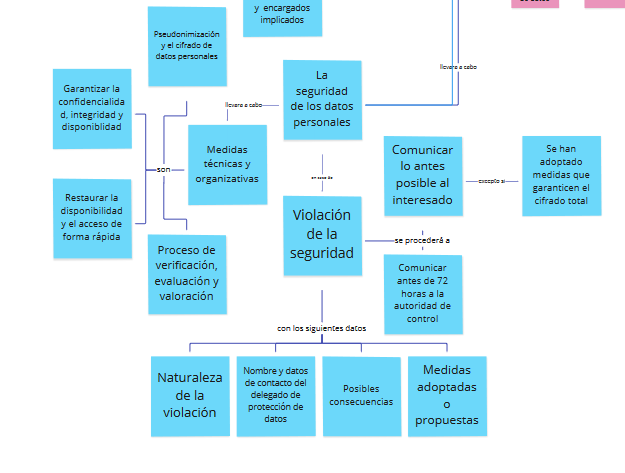 y encargados
implicados
Pseudonimización
y el cifrado de
datos personales
llevara a cabo
La
seguridad
de los datos
personales
Garantizar la
confidencialida
d, integridad y
disponiblidad
llevara a cabo
Medidas
técnicas y
organizativas
Comunicar
lo antes
posible al
interesado
Se han
adoptado
medidas que
garanticen el
cifrado total
son
excepto si
en caso de
Restaurar la
disponibilidad
y el acceso de
forma rápida
Violación
de la
seguridad
se procederá a
Proceso de
verificación,
evaluación y
valoración
Comunicar
antes de 72
horas a la
autoridad de
control
con los siguientes datos
Naturaleza
de la
violación
Nombre y datos
de contacto del
delegado de
protección de
datos
Posibles
consecuencias
Medidas
adoptadas
o
propuestas